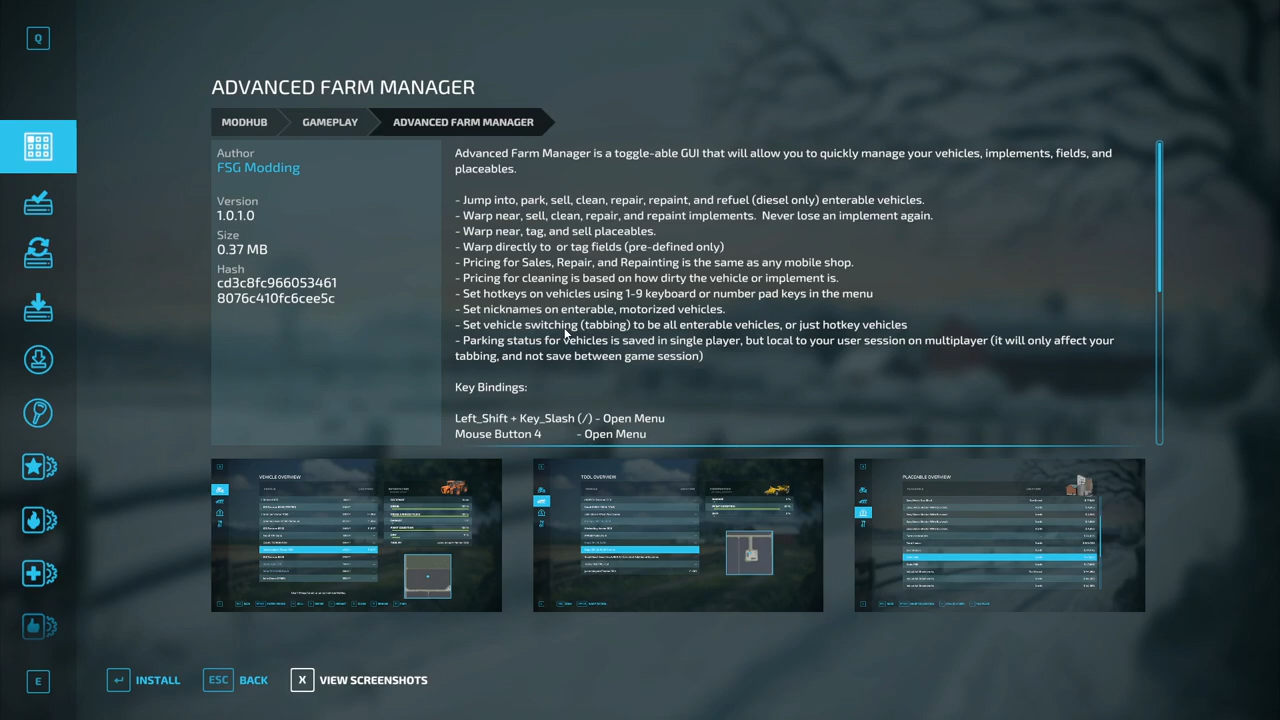 Q
ADVANCED FARM MANAGER
MODHUB
GAMEPLAY
ADVANCED FARM MANAGER
Author
FSG Modding
Version
1.0.1.0
Size
0.37 MB
Hash
cd3c8fc966053461
8076c410fc6cee5c
Advanced Farm Manager is a toggle-able GUI that will allow you to quickly manage your vehicles, implements, fields, and
placeables.
- Jump into, park, sell, clean, repair, repaint, and refuel (diesel only) enterable vehicles.
- Warp near, sell, clean, repair, and repaint implements. Never lose an implement again.
- Warp near, tag, and sell placeables.
- Warp directly to or tag fields (pre-defined only)
- Pricing for Sales, Repair, and Repainting is the same as any mobile shop.
- Pricing for cleaning is based on how dirty the vehicle or implement is.
- Set hotkeys on vehicles using 1-9 keyboard or number pad keys in the menu
- Set nicknames on enterable, motorized vehicles.
- Set vehicle switching (tabbing) to be all enterable vehicles, or just hotkey vehicles
- Parking status for vehicles is saved in single player, but local to your user session on multiplayer (it will only affect your
tabbing, and not save between game session)
Key Bindings:
Left_Shift + Key_Slash (/) - Open Menu
Mouse Button 4 - Open Menu
VEHICLE OVERVIEW
TOOL OVERVIEW
PLACEABLE OVERVIEW
E
INSTALL
ESC BACK
X VIEW SCREENSHOTS